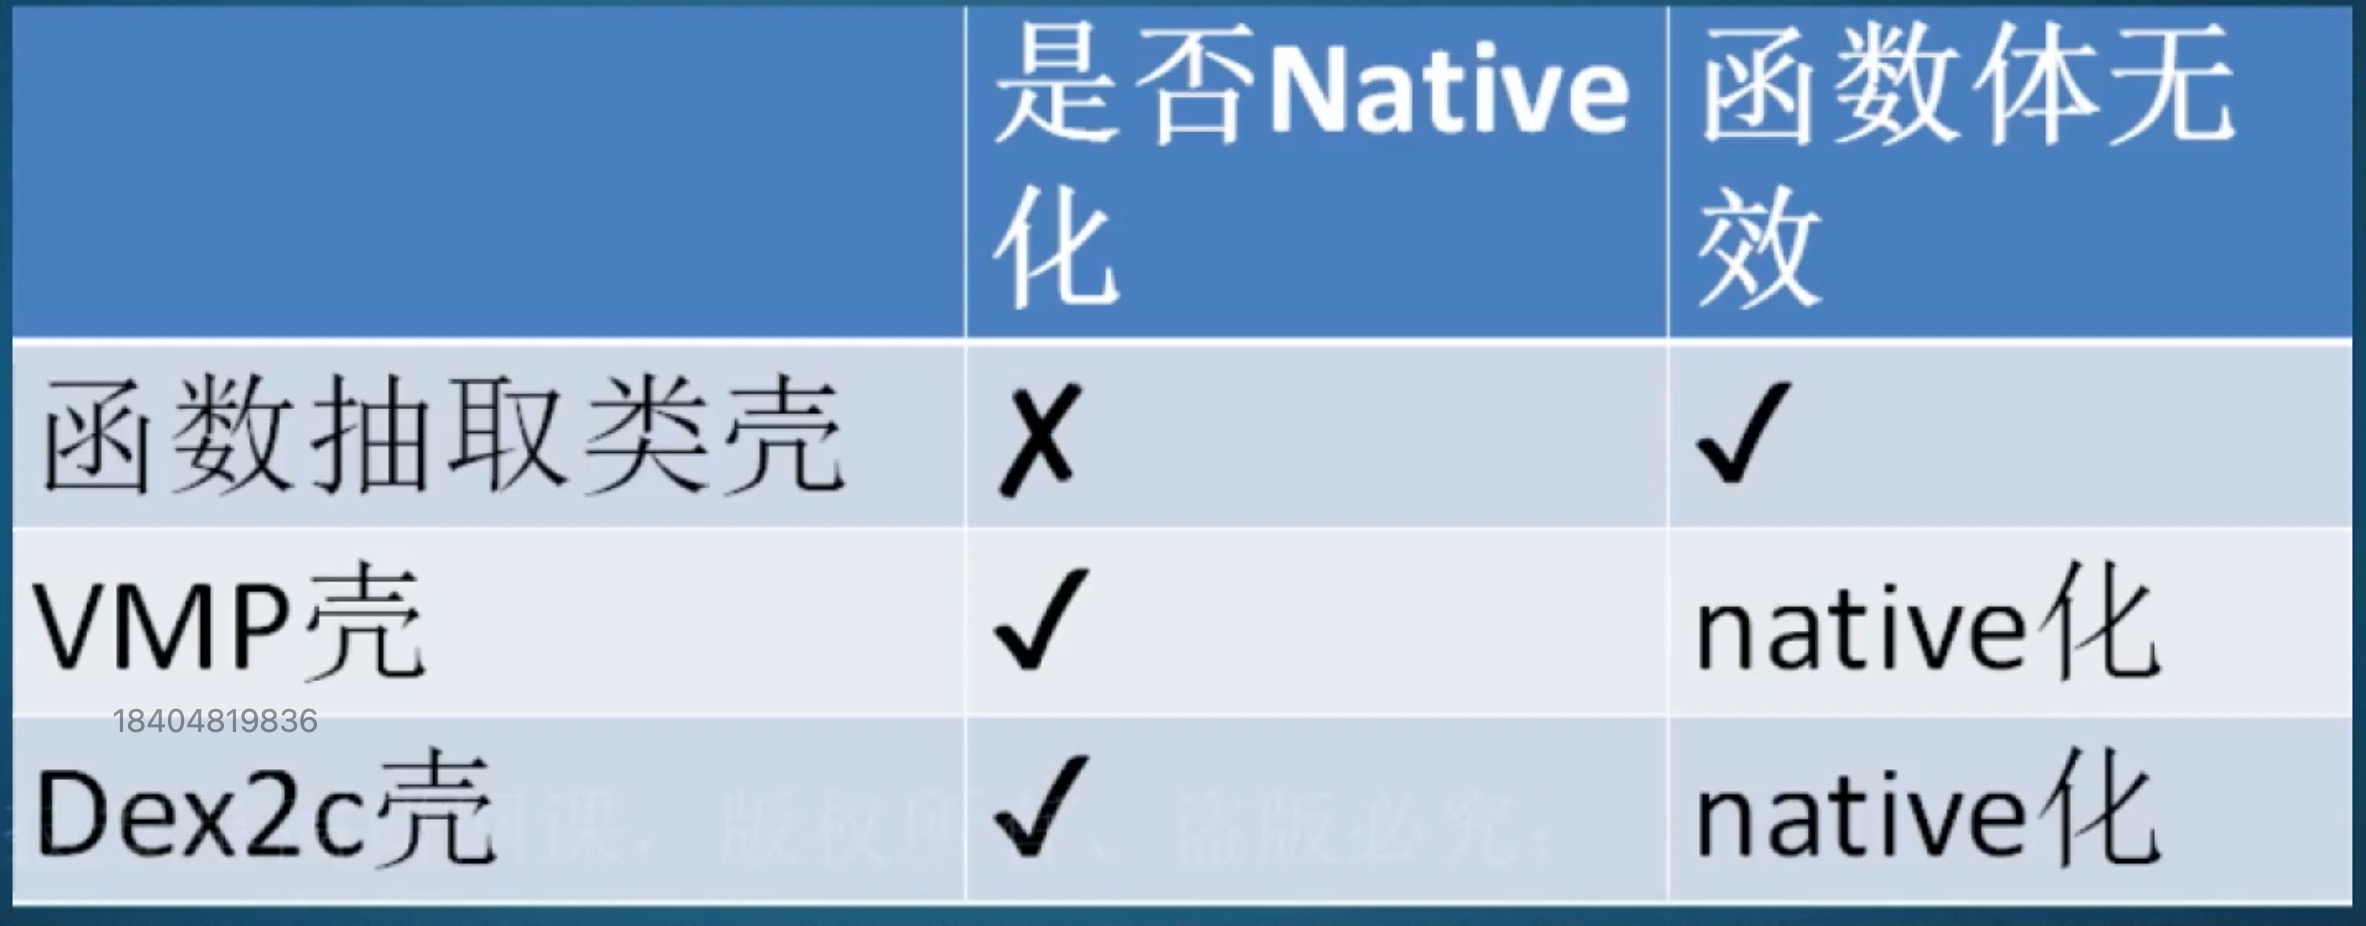 是否Native 函数体无
化 效
函数抽取类壳 ✗ ✓
VMP壳 ✓ native化
18404819836
Dex2c壳 ✓ native化
课，版权所 、盗版必究；